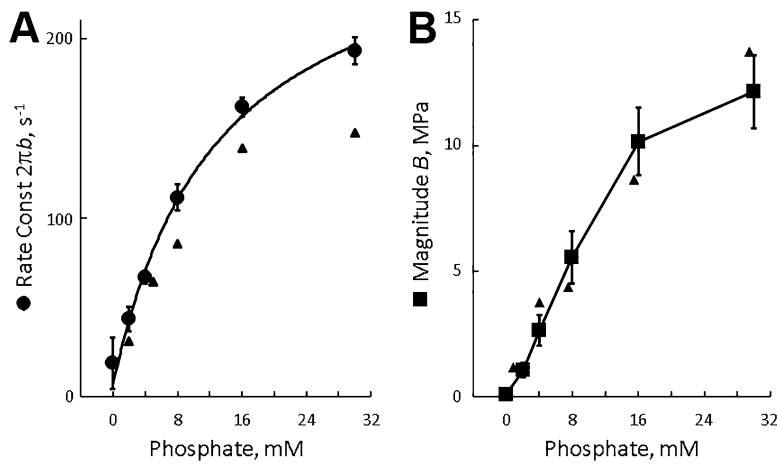 A
B
200
100
0
● Rate Const 2πb, s⁻¹
0 8 16 24 32
Phosphate, mM
15
10
5
0
■ Magnitude B, MPa
0 8 16 24 32
Phosphate, mM